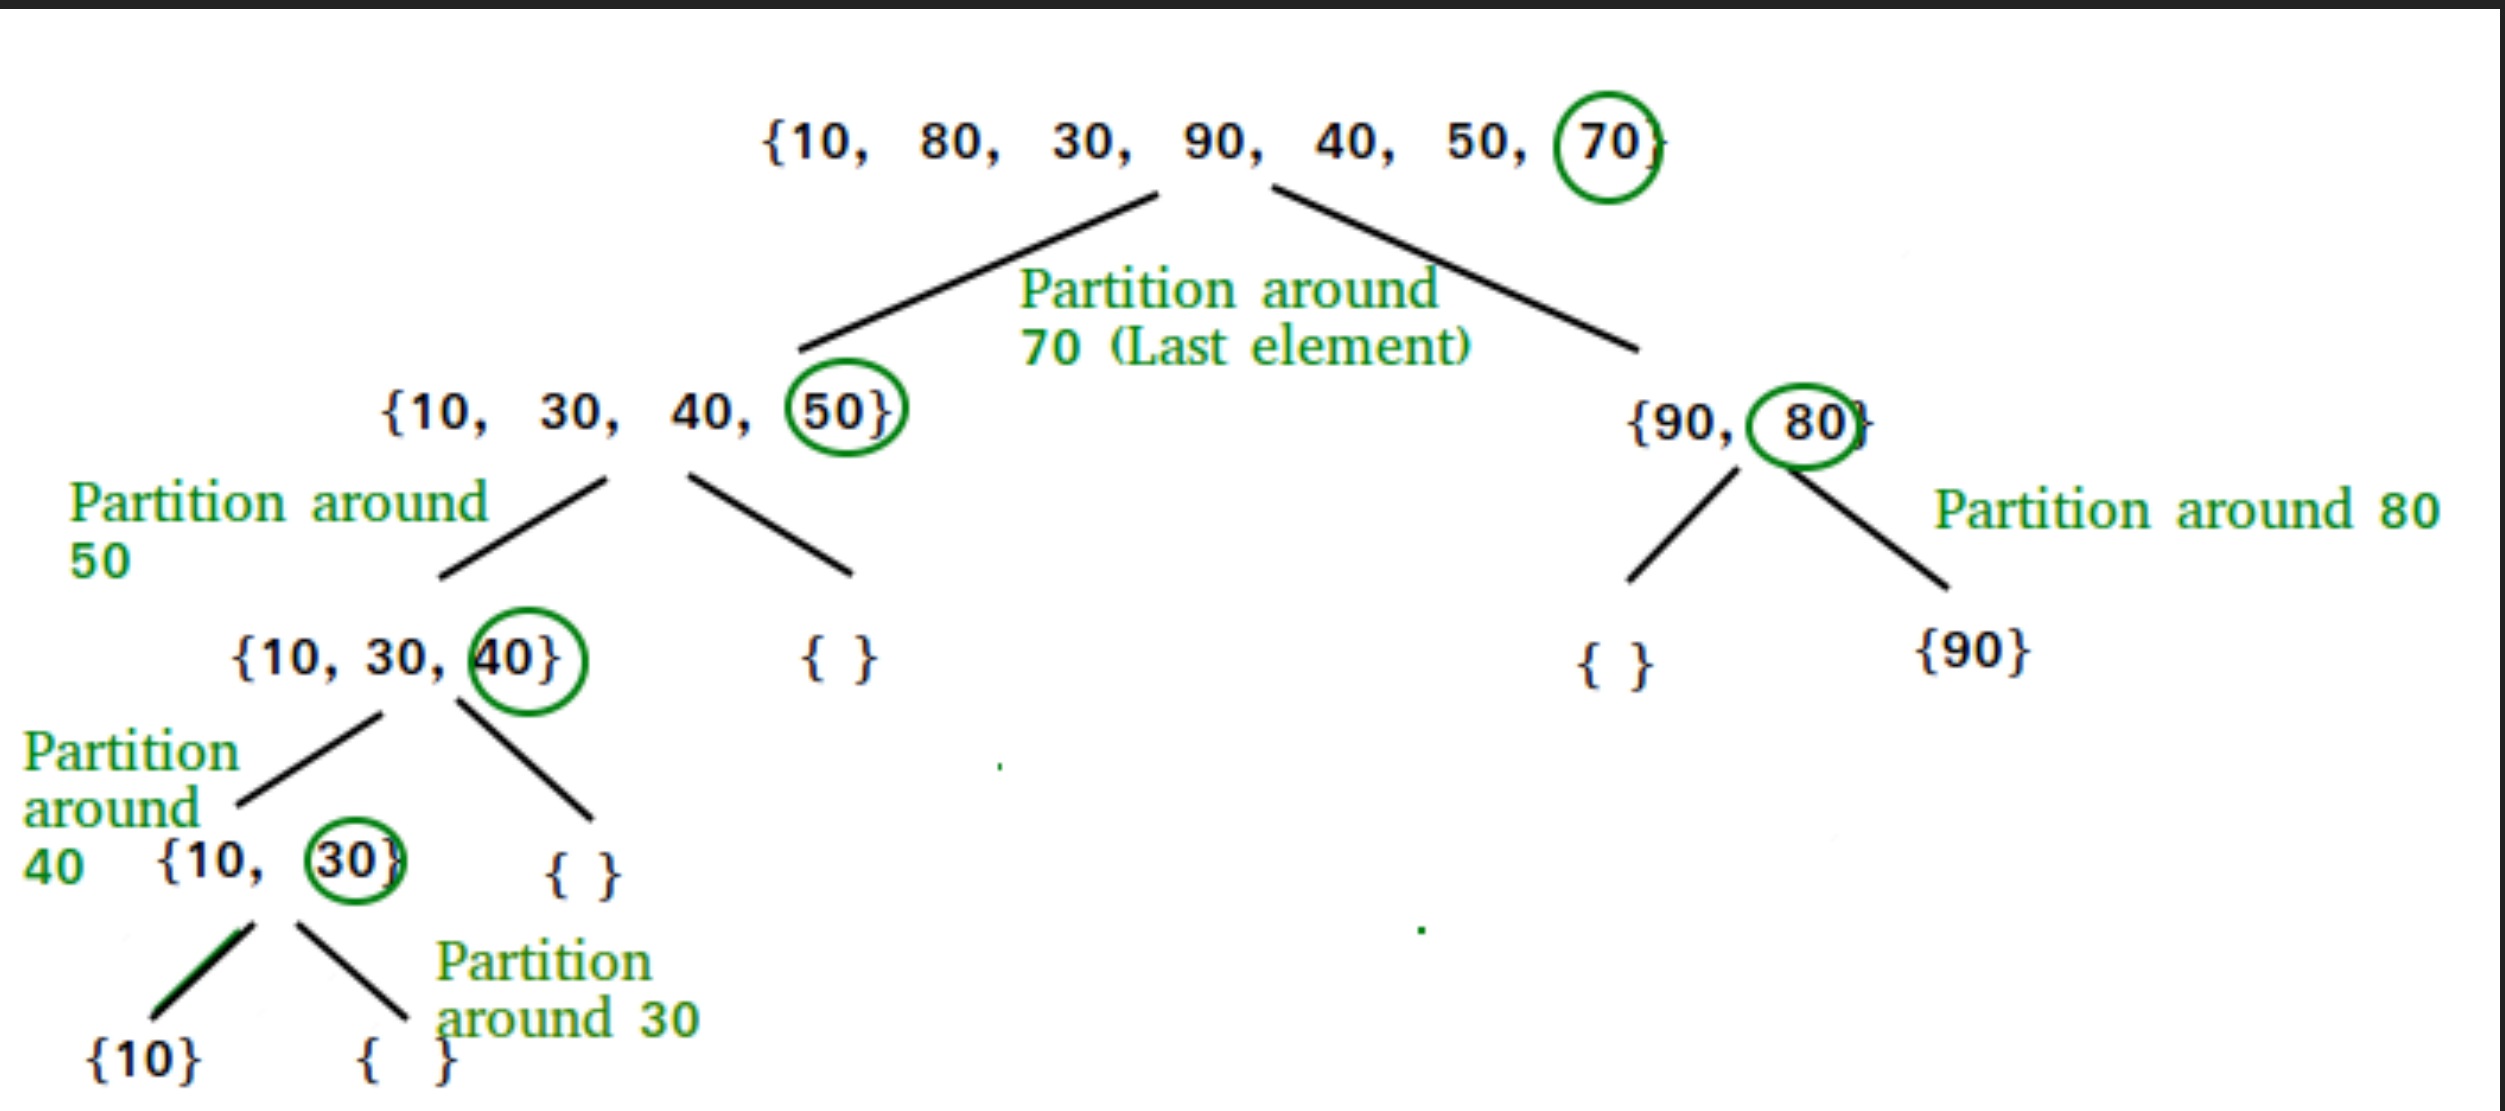 {10, 80, 30, 90, 40, 50, 70}
Partition around
70 (Last element)
{10, 30, 40, 50}
{90, 80}
Partition around
50
Partition around 80
{10, 30, 40}
{ }
{ }
{90}
Partition
around
40
{10, 30}
{ }
Partition
around 30
{10}
{ }